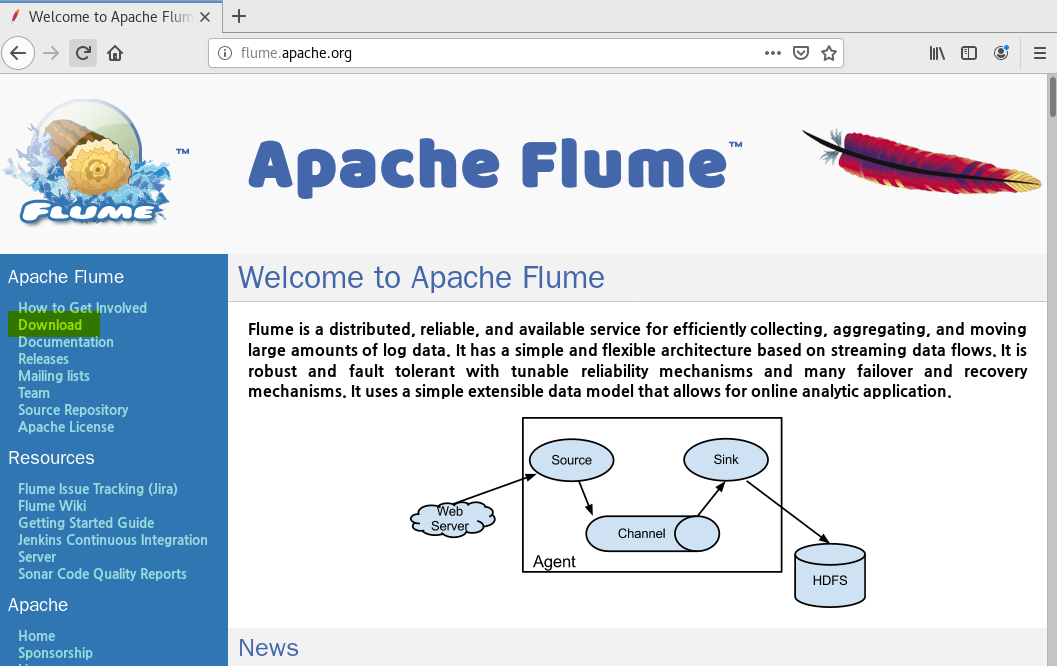 Welcome to Apache Flum
flume.apache.org
FLUME ™
Apache Flume™
Apache Flume
How to Get Involved
Download
Documentation
Releases
Mailing lists
Team
Source Repository
Apache License
Resources
Flume Issue Tracking (Jira)
Flume Wiki
Getting Started Guide
Jenkins Continuous Integration
Server
Sonar Code Quality Reports
Apache
Home
Sponsorship
Welcome to Apache Flume
Flume is a distributed, reliable, and available service for efficiently collecting, aggregating, and moving
large amounts of log data. It has a simple and flexible architecture based on streaming data flows. It is
robust and fault tolerant with tunable reliability mechanisms and many failover and recovery
mechanisms. It uses a simple extensible data model that allows for online analytic application.
Source
Sink
Web
Server
Channel
Agent
HDFS
News